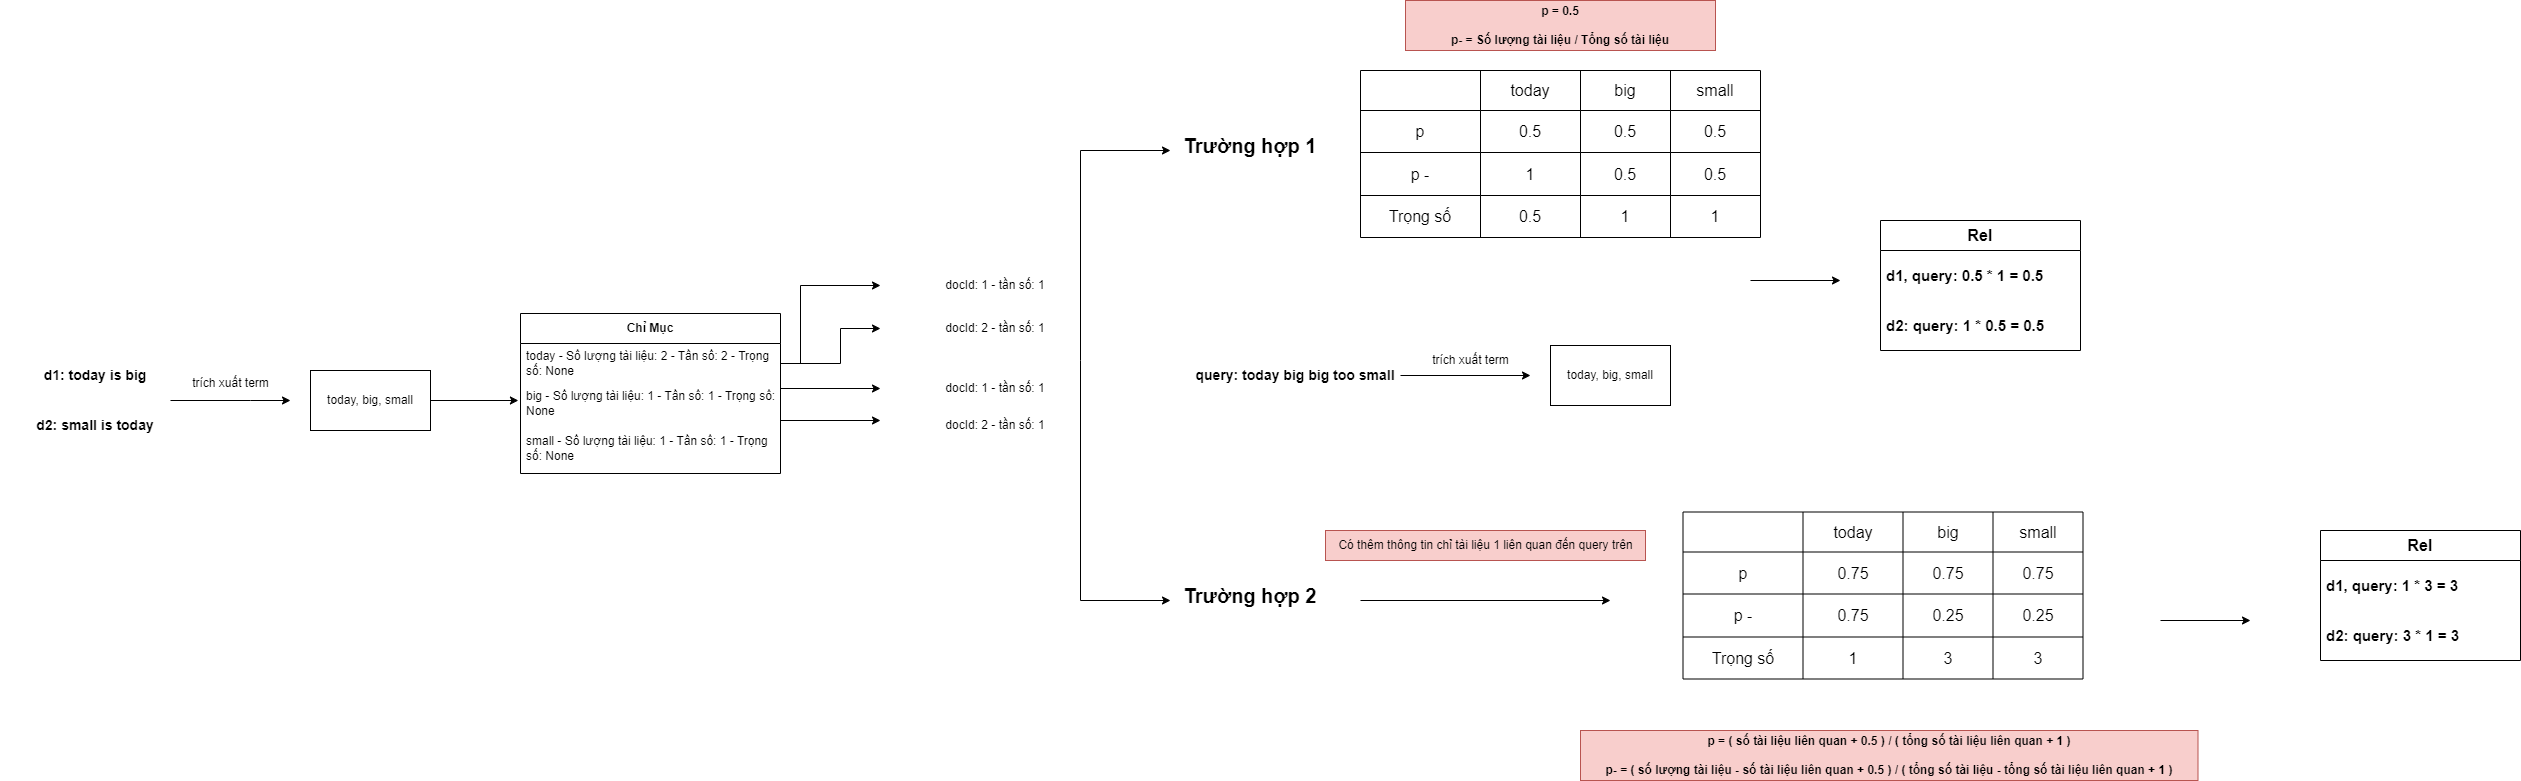 p = 0.5
p- = Số lượng tài liệu / Tổng số tài liệu
today big small
p 0.5 0.5 0.5
p - 1 0.5 0.5
Trọng số 0.5 1 1
Trường hợp 1
Rel
d1, query: 0.5 * 1 = 0.5
d2: query: 1 * 0.5 = 0.5
d1: today is big
d2: small is today
trích xuất term
today, big, small
Chỉ Mục
today - Số lượng tài liệu: 2 - Tần số: 2 - Trọng
số: None
big - Số lượng tài liệu: 1 - Tần số: 1 - Trọng số:
None
small - Số lượng tài liệu: 1 - Tần số: 1 - Trọng
số: None
docId: 1 - tần số: 1
docId: 2 - tần số: 1
docId: 1 - tần số: 1
docId: 2 - tần số: 1
query: today big big too small
trích xuất term
today, big, small
Có thêm thông tin chỉ tài liệu 1 liên quan đến query trên
Trường hợp 2
today big small
p 0.75 0.75 0.75
p - 0.75 0.25 0.25
Trọng số 1 3 3
Rel
d1, query: 1 * 3 = 3
d2: query: 3 * 1 = 3
p = ( số tài liệu liên quan + 0.5 ) / ( tổng số tài liệu liên quan + 1 )
p- = ( số lượng tài liệu - số tài liệu liên quan + 0.5 ) / ( tổng số tài liệu - tổng số tài liệu liên quan + 1 )